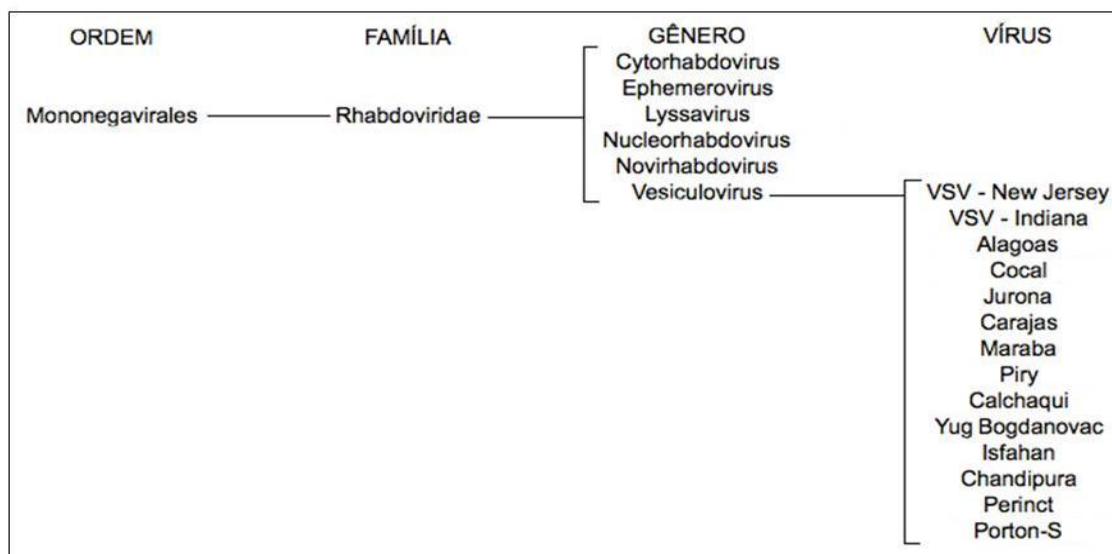 ORDEM FAMÍLIA GÊNERO VÍRUS
Cytorhabdovirus
Ephemerovirus
Mononegavirales Rhabdoviridae Lyssavirus
Nucleorhabdovirus
Novirhabdovirus
Vesiculovirus VSV - New Jersey
VSV - Indiana
Alagoas
Cocal
Jurona
Carajas
Maraba
Piry
Calchaqui
Yug Bogdanovac
Isfahan
Chandipura
Perinct
Porton-S